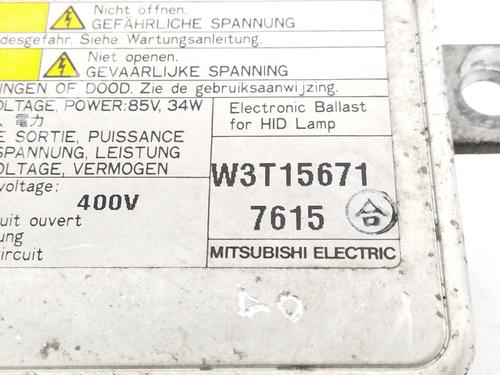 Nicht öffnen.
GEFÄHRLICHE SPANNUNG
desgefahr. Siehe Wartungsanleitung.
Niet openen.
GEVAARLIJKE SPANNING
INGEN OF DOOD. Zie de gebruiksaanwijzing.
OLTAGE, POWER:85V, 34W
電力
E SORTIE, PUISSANCE
SPANNUNG, LEISTUNG
OLTAGE, VERMOGEN
voltage:
400V
uit ouvert
ung
circuit
Electronic Ballast
for HID Lamp
W3T15671
7615 合
MITSUBISHI ELECTRIC